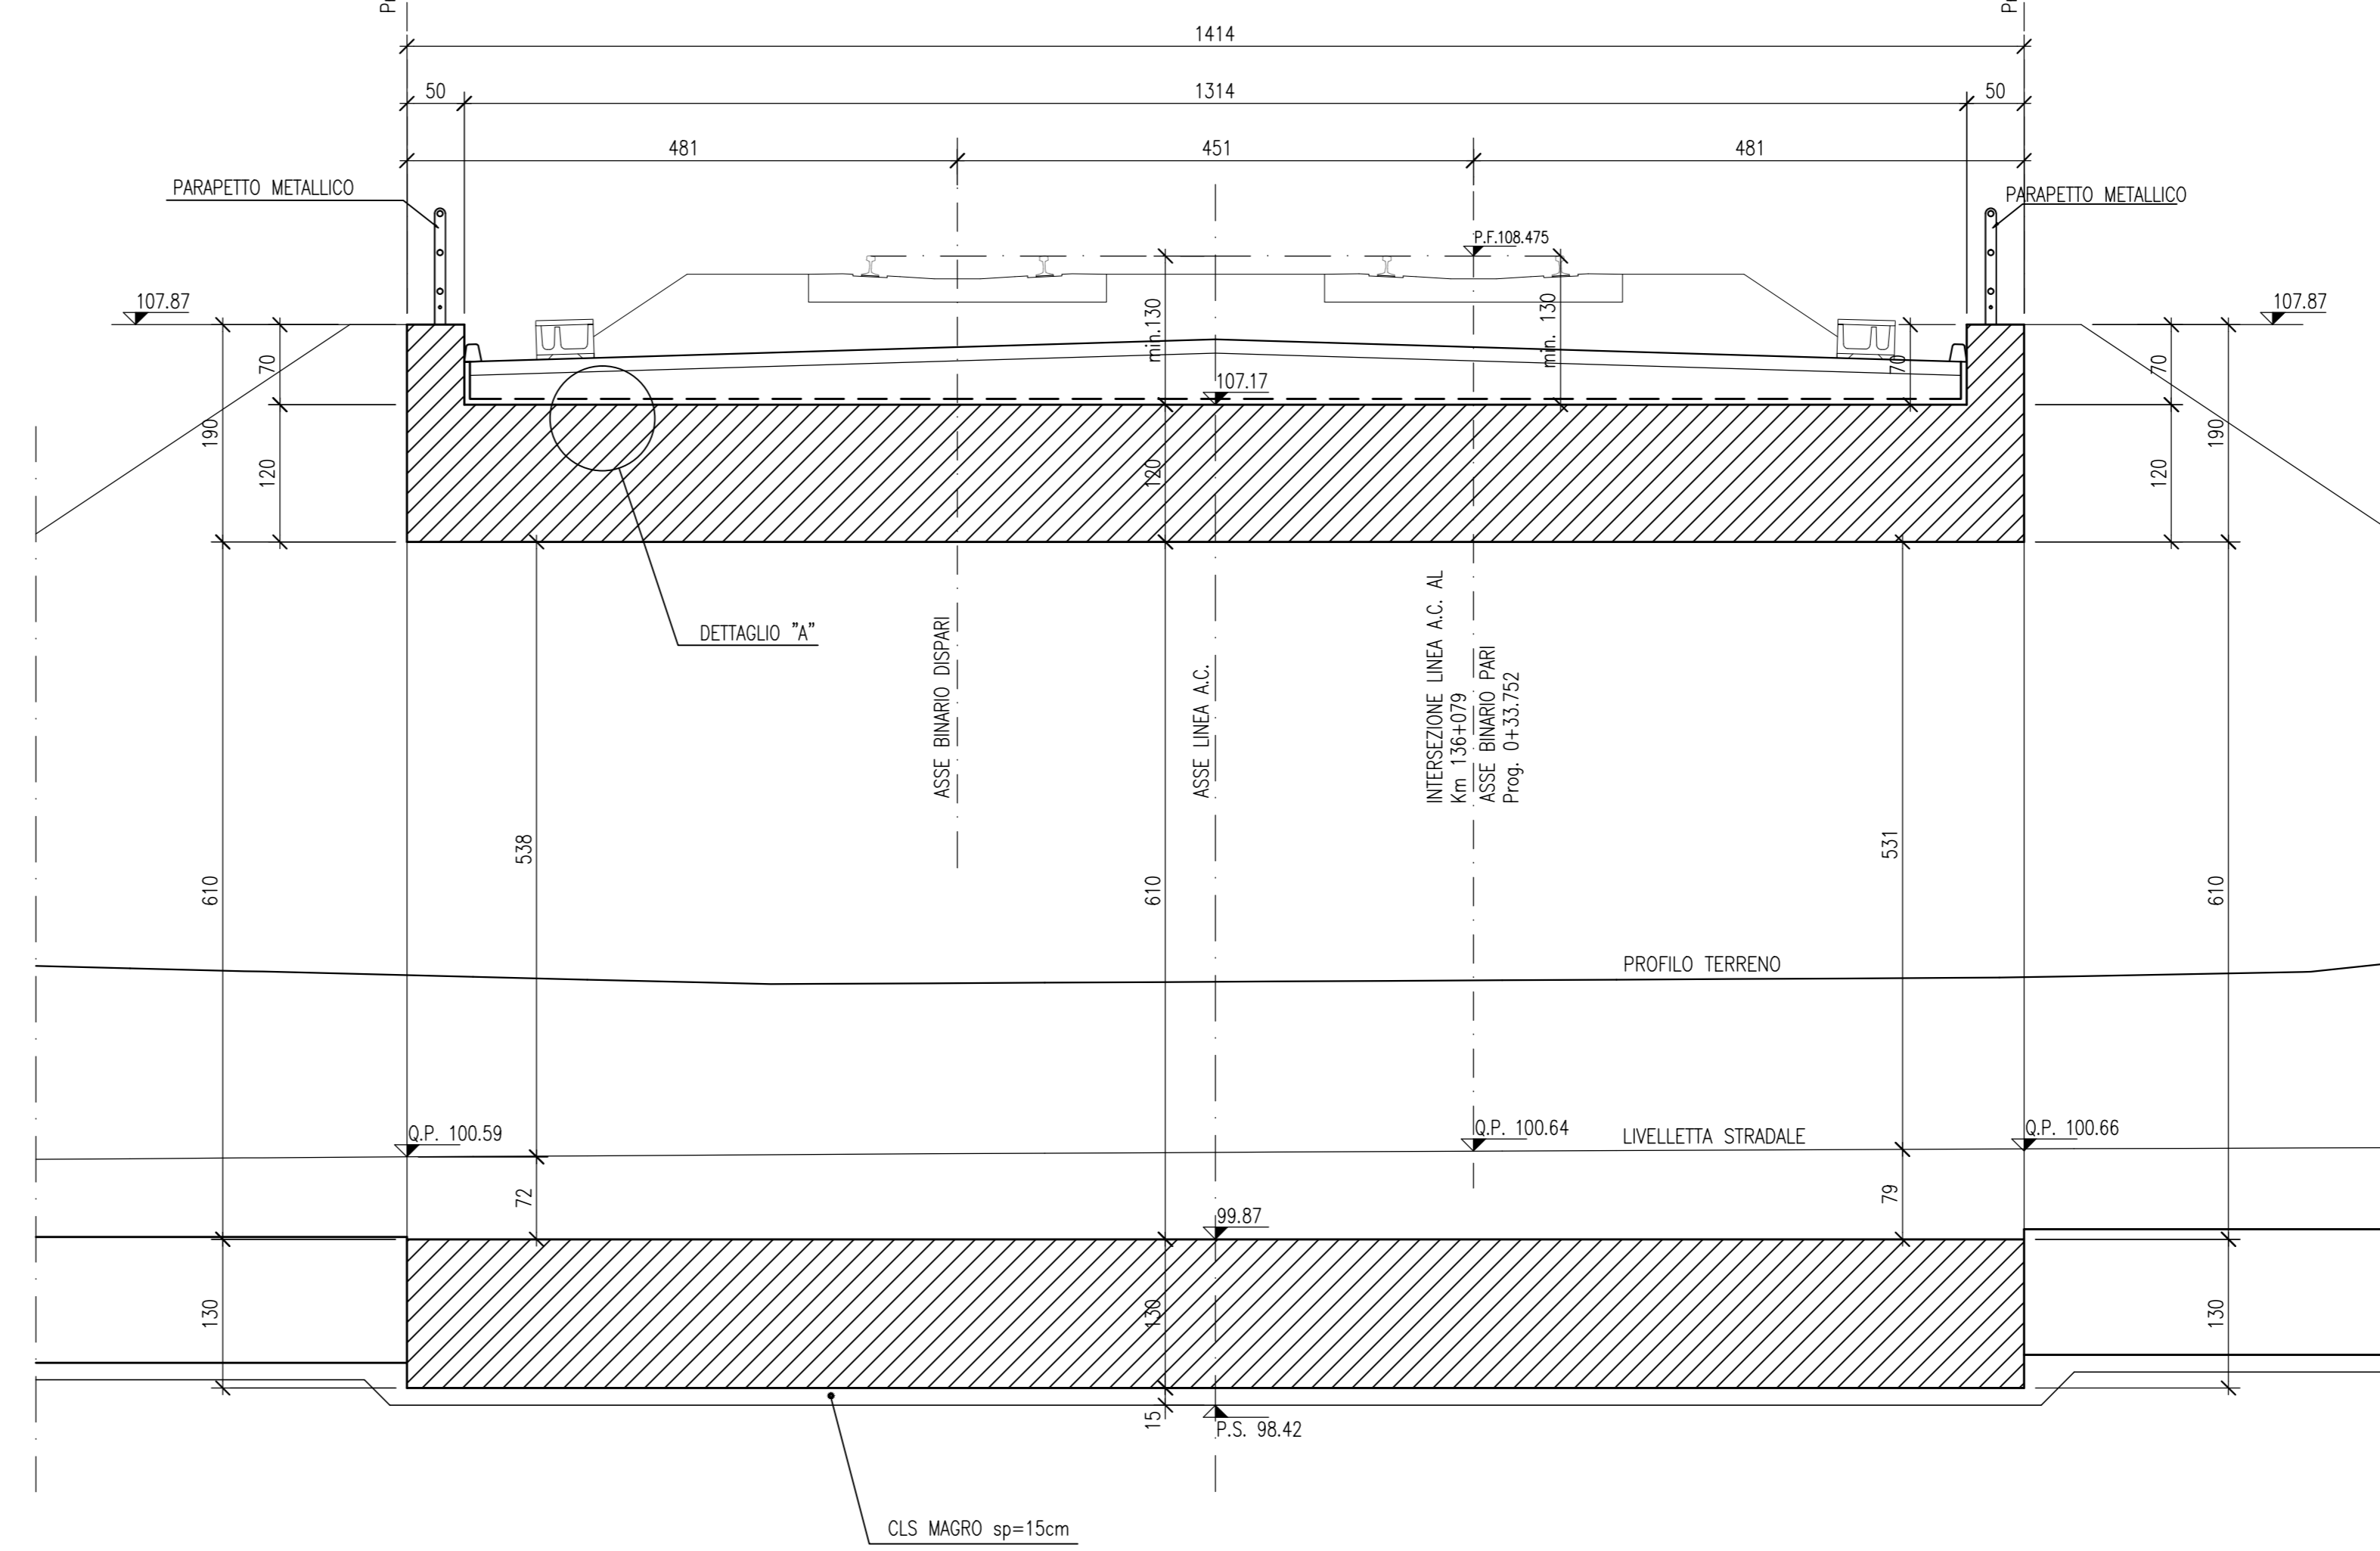 1414
50
1314
50
481
451
481
PARAPETTO METALLICO
PARAPETTO METALLICO
P.F.108.475
107.87
107.87
70
190
120
min.130
min. 130
107.17
70
120
70
190
120
DETTAGLIO "A"
ASSE BINARIO DISPARI
ASSE LINEA A.C.
INTERSEZIONE LINEA A.C. AL
Km 136+079
ASSE BINARIO PARI
Prog. 0+33.752
538
531
610
610
610
PROFILO TERRENO
Q.P. 100.59
Q.P. 100.64
LIVELLETTA STRADALE
Q.P. 100.66
72
79
99.87
130
130
130
15
P.S. 98.42
CLS MAGRO sp=15cm